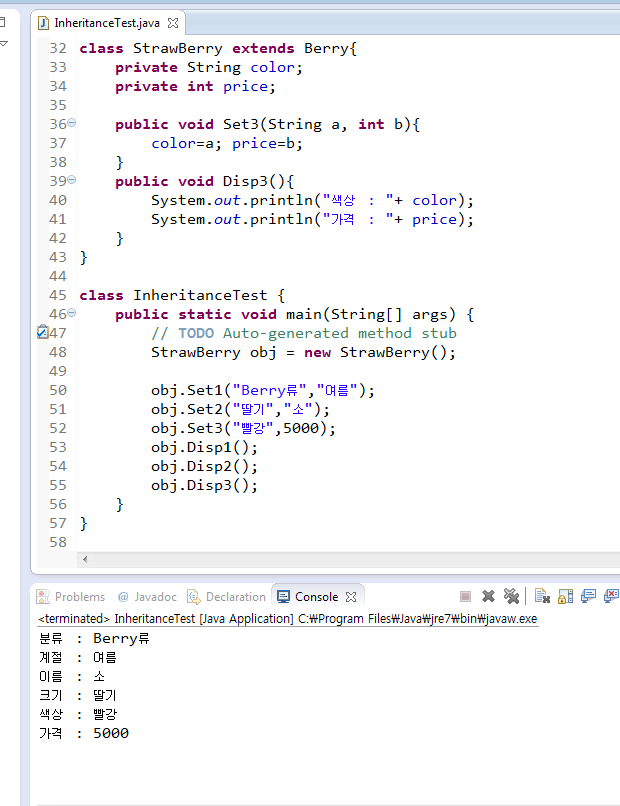 InheritanceTest.java
32 class StrawBerry extends Berry{
33 private String color;
34 private int price;
35
36 public void Set3(String a, int b){
37 color=a; price=b;
38 }
39 public void Disp3(){
40 System.out.println("색상 : "+ color);
41 System.out.println("가격 : "+ price);
42 }
43 }
44
45 class InheritanceTest {
46 public static void main(String[] args) {
47 // TODO Auto-generated method stub
48 StrawBerry obj = new StrawBerry();
49
50 obj.Set1("Berry류","여름");
51 obj.Set2("딸기","소");
52 obj.Set3("빨강",5000);
53 obj.Disp1();
54 obj.Disp2();
55 obj.Disp3();
56 }
57 }
58
Problems @ Javadoc Declaration Console
<terminated> InheritanceTest [Java Application] C:₩Program Files₩Java₩jre7₩bin₩javaw.exe
분류 : Berry류
계절 : 여름
이름 : 소
크기 : 딸기
색상 : 빨강
가격 : 5000